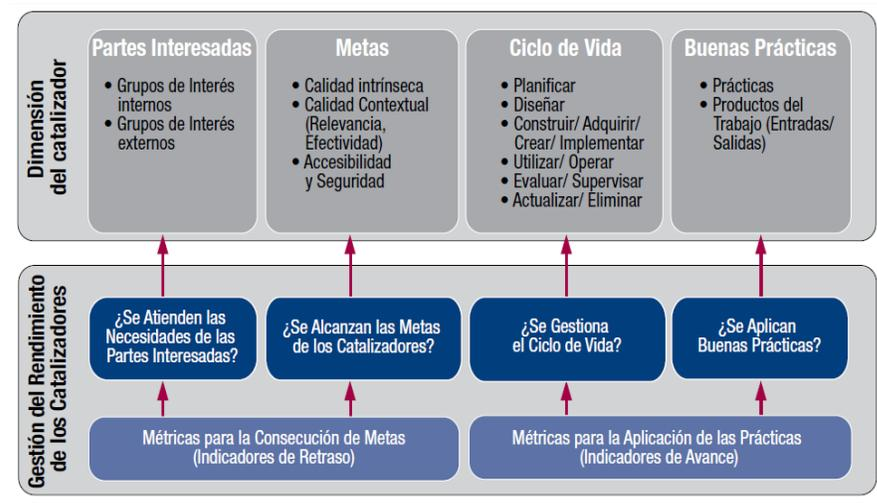 Dimensión
del catalizador
Partes Interesadas
• Grupos de Interés
internos
• Grupos de Interés
externos
Metas
• Calidad intrínseca
• Calidad Contextual
(Relevancia,
Efectividad)
• Accesibilidad
y Seguridad
Ciclo de Vida
• Planificar
• Diseñar
• Construir/ Adquirir/
Crear/ Implementar
• Utilizar/ Operar
• Evaluar/ Supervisar
• Actualizar/ Eliminar
Buenas Prácticas
• Prácticas
• Productos del
Trabajo (Entradas/
Salidas)
Gestión del Rendimiento
de los Catalizadores
¿Se Atienden las
Necesidades de las
Partes Interesadas?
¿Se Alcanzan las Metas
de los Catalizadores?
¿Se Gestiona
el Ciclo de Vida?
¿Se Aplican
Buenas Prácticas?
Métricas para la Consecución de Metas
(Indicadores de Retraso)
Métricas para la Aplicación de las Prácticas
(Indicadores de Avance)